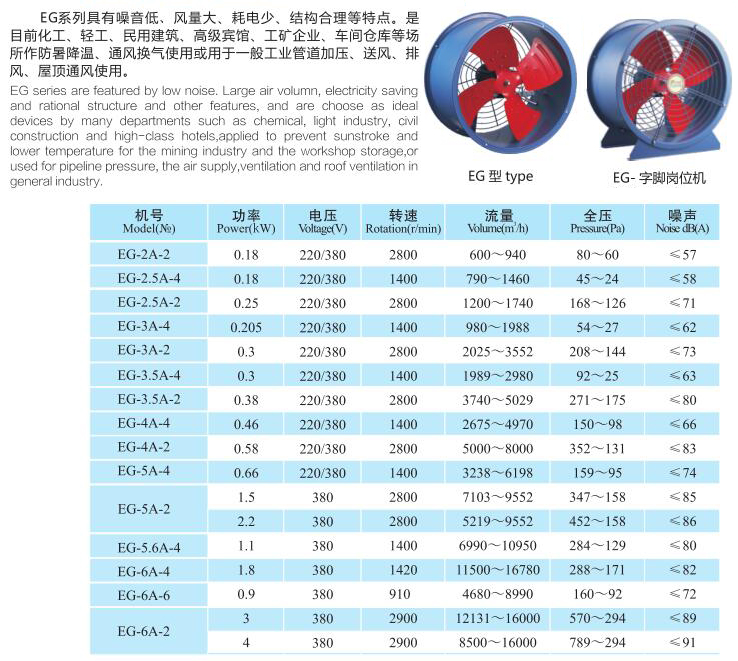 EG系列具有噪音低、风量大、耗电少、结构合理等特点。是
目前化工、轻工、民用建筑、高级宾馆、工矿企业、车间仓库等场
所作防暑降温、通风换气使用或用于一般工业管道加压、送风、排
风、屋顶通风使用。
EG series are featured by low noise. Large air volumn, electricity saving
and rational structure and other features, and are choose as ideal
devices by many departments such as chemical, light industry, civil
construction and high-class hotels,applied to prevent sunstroke and
lower temperature for the mining industry and the workshop storage,or
used for pipeline pressure, the air supply,ventilation and roof ventilation in
general industry.
EG 型 type
EG- 字脚岗位机
机号 功率 电压 转速 流量 全压 噪声
Model(№) Power(kW) Voltage(V) Rotation(r/min) Volume(m³/h) Pressure(Pa) Noise dB(A)
EG-2A-2 0.18 220/380 2800 600～940 80～60 ≤57
EG-2.5A-4 0.18 220/380 1400 790～1460 45～24 ≤58
EG-2.5A-2 0.25 220/380 2800 1200～1740 168～126 ≤71
EG-3A-4 0.205 220/380 1400 980～1988 54～27 ≤62
EG-3A-2 0.3 220/380 2800 2025～3552 208～144 ≤73
EG-3.5A-4 0.3 220/380 1400 1989～2980 92～25 ≤63
EG-3.5A-2 0.38 220/380 2800 3740～5029 271～175 ≤80
EG-4A-4 0.46 220/380 1400 2675～4970 150～98 ≤66
EG-4A-2 0.58 220/380 2800 5000～8000 352～131 ≤83
EG-5A-4 0.66 220/380 1400 3238～6198 159～95 ≤74
EG-5A-2 1.5 380 2800 7103～9552 347～158 ≤85
2.2 380 2800 5219～9552 452～158 ≤86
EG-5.6A-4 1.1 380 1400 6990～10950 284～129 ≤80
EG-6A-4 1.8 380 1420 11500～16780 288～171 ≤82
EG-6A-6 0.9 380 910 4680～8990 160～92 ≤72
EG-6A-2 3 380 2900 12131～16000 570～294 ≤89
4 380 2900 8500～16000 789～294 ≤91